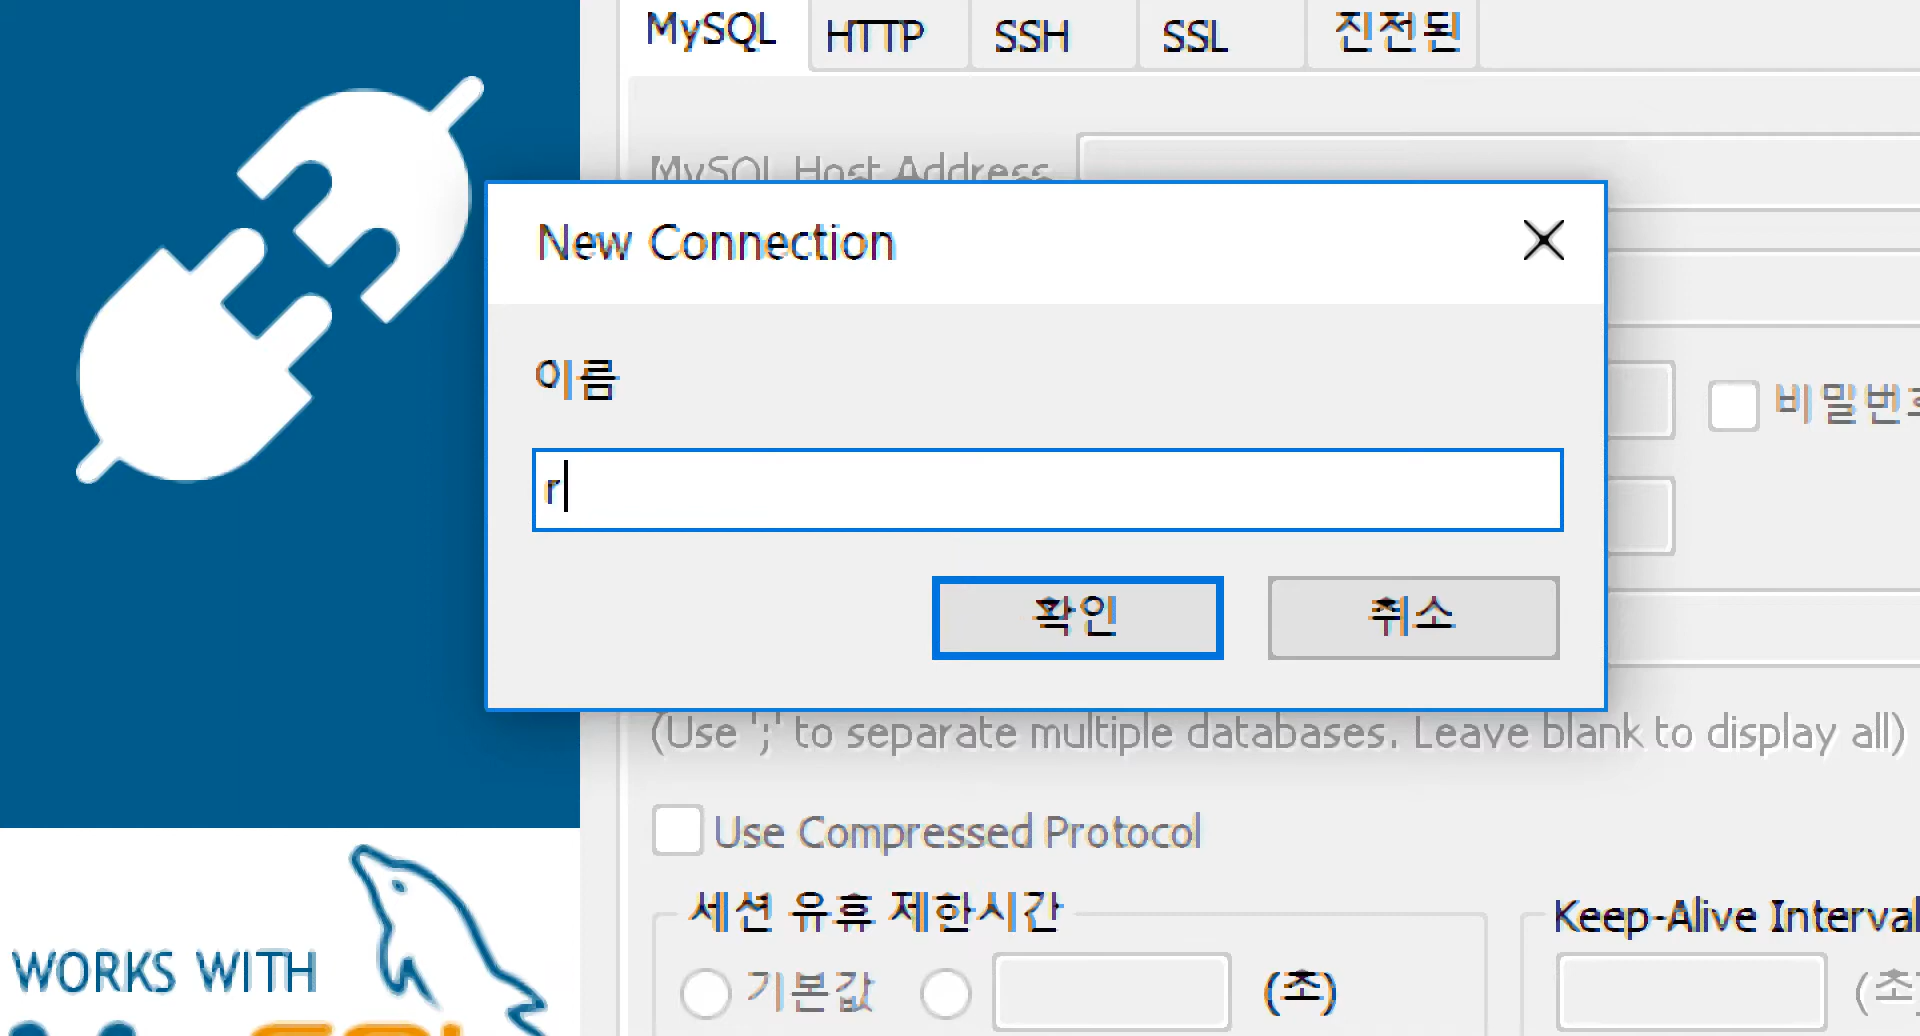 MySQL HTTP SSH SSL 진전된
MySQL Host Address
New Connection
이름
r
비밀번호
확인 취소
(Use ';' to separate multiple databases. Leave blank to display all)
Use Compressed Protocol
세션 유휴 제한시간 Keep-Alive Interval
기본값 (초) (초
WORKS WITH